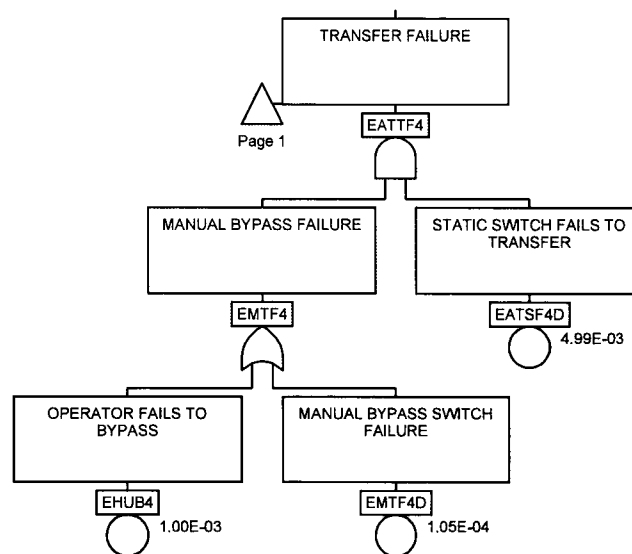 TRANSFER FAILURE
Page 1
EATTF4
MANUAL BYPASS FAILURE
STATIC SWITCH FAILS TO
TRANSFER
EMTF4
EATSF4D
4.99E-03
OPERATOR FAILS TO
BYPASS
MANUAL BYPASS SWITCH
FAILURE
EHUB4
1.00E-03
EMTF4D
1.05E-04